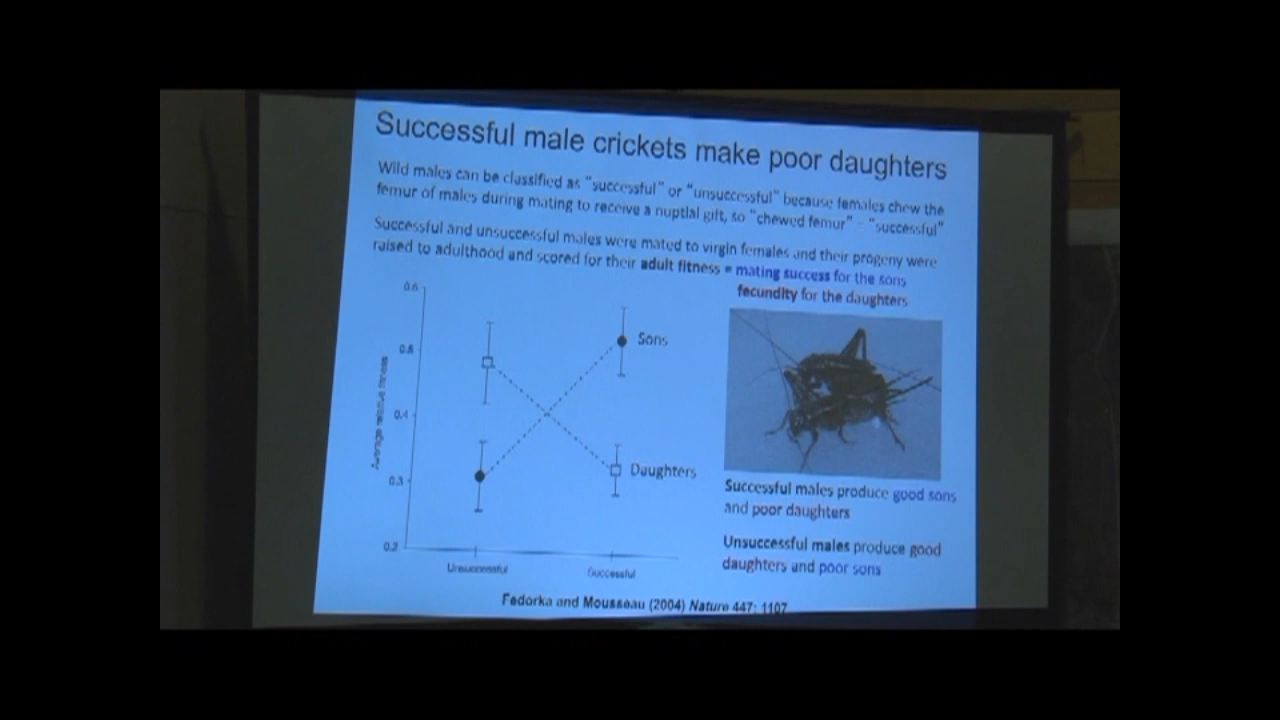 Successful male crickets make poor daughters
Wild males can be classified as "successful" or "unsuccessful" because females chew the
femur of males during mating to receive a nuptial gift, so "chewed femur" = "successful"
Successful and unsuccessful males were mated to virgin females and their progeny were
raised to adulthood and scored for their adult fitness = mating success for the sons
fecundity for the daughters
0.6
0.5
0.4
0.3
0.2
Average relative fitness
Sons
Daughters
Unsuccessful
Successful
Successful males produce good sons
and poor daughters
Unsuccessful males produce good
daughters and poor sons
Fedorka and Mousseau (2004) Nature 447: 1107